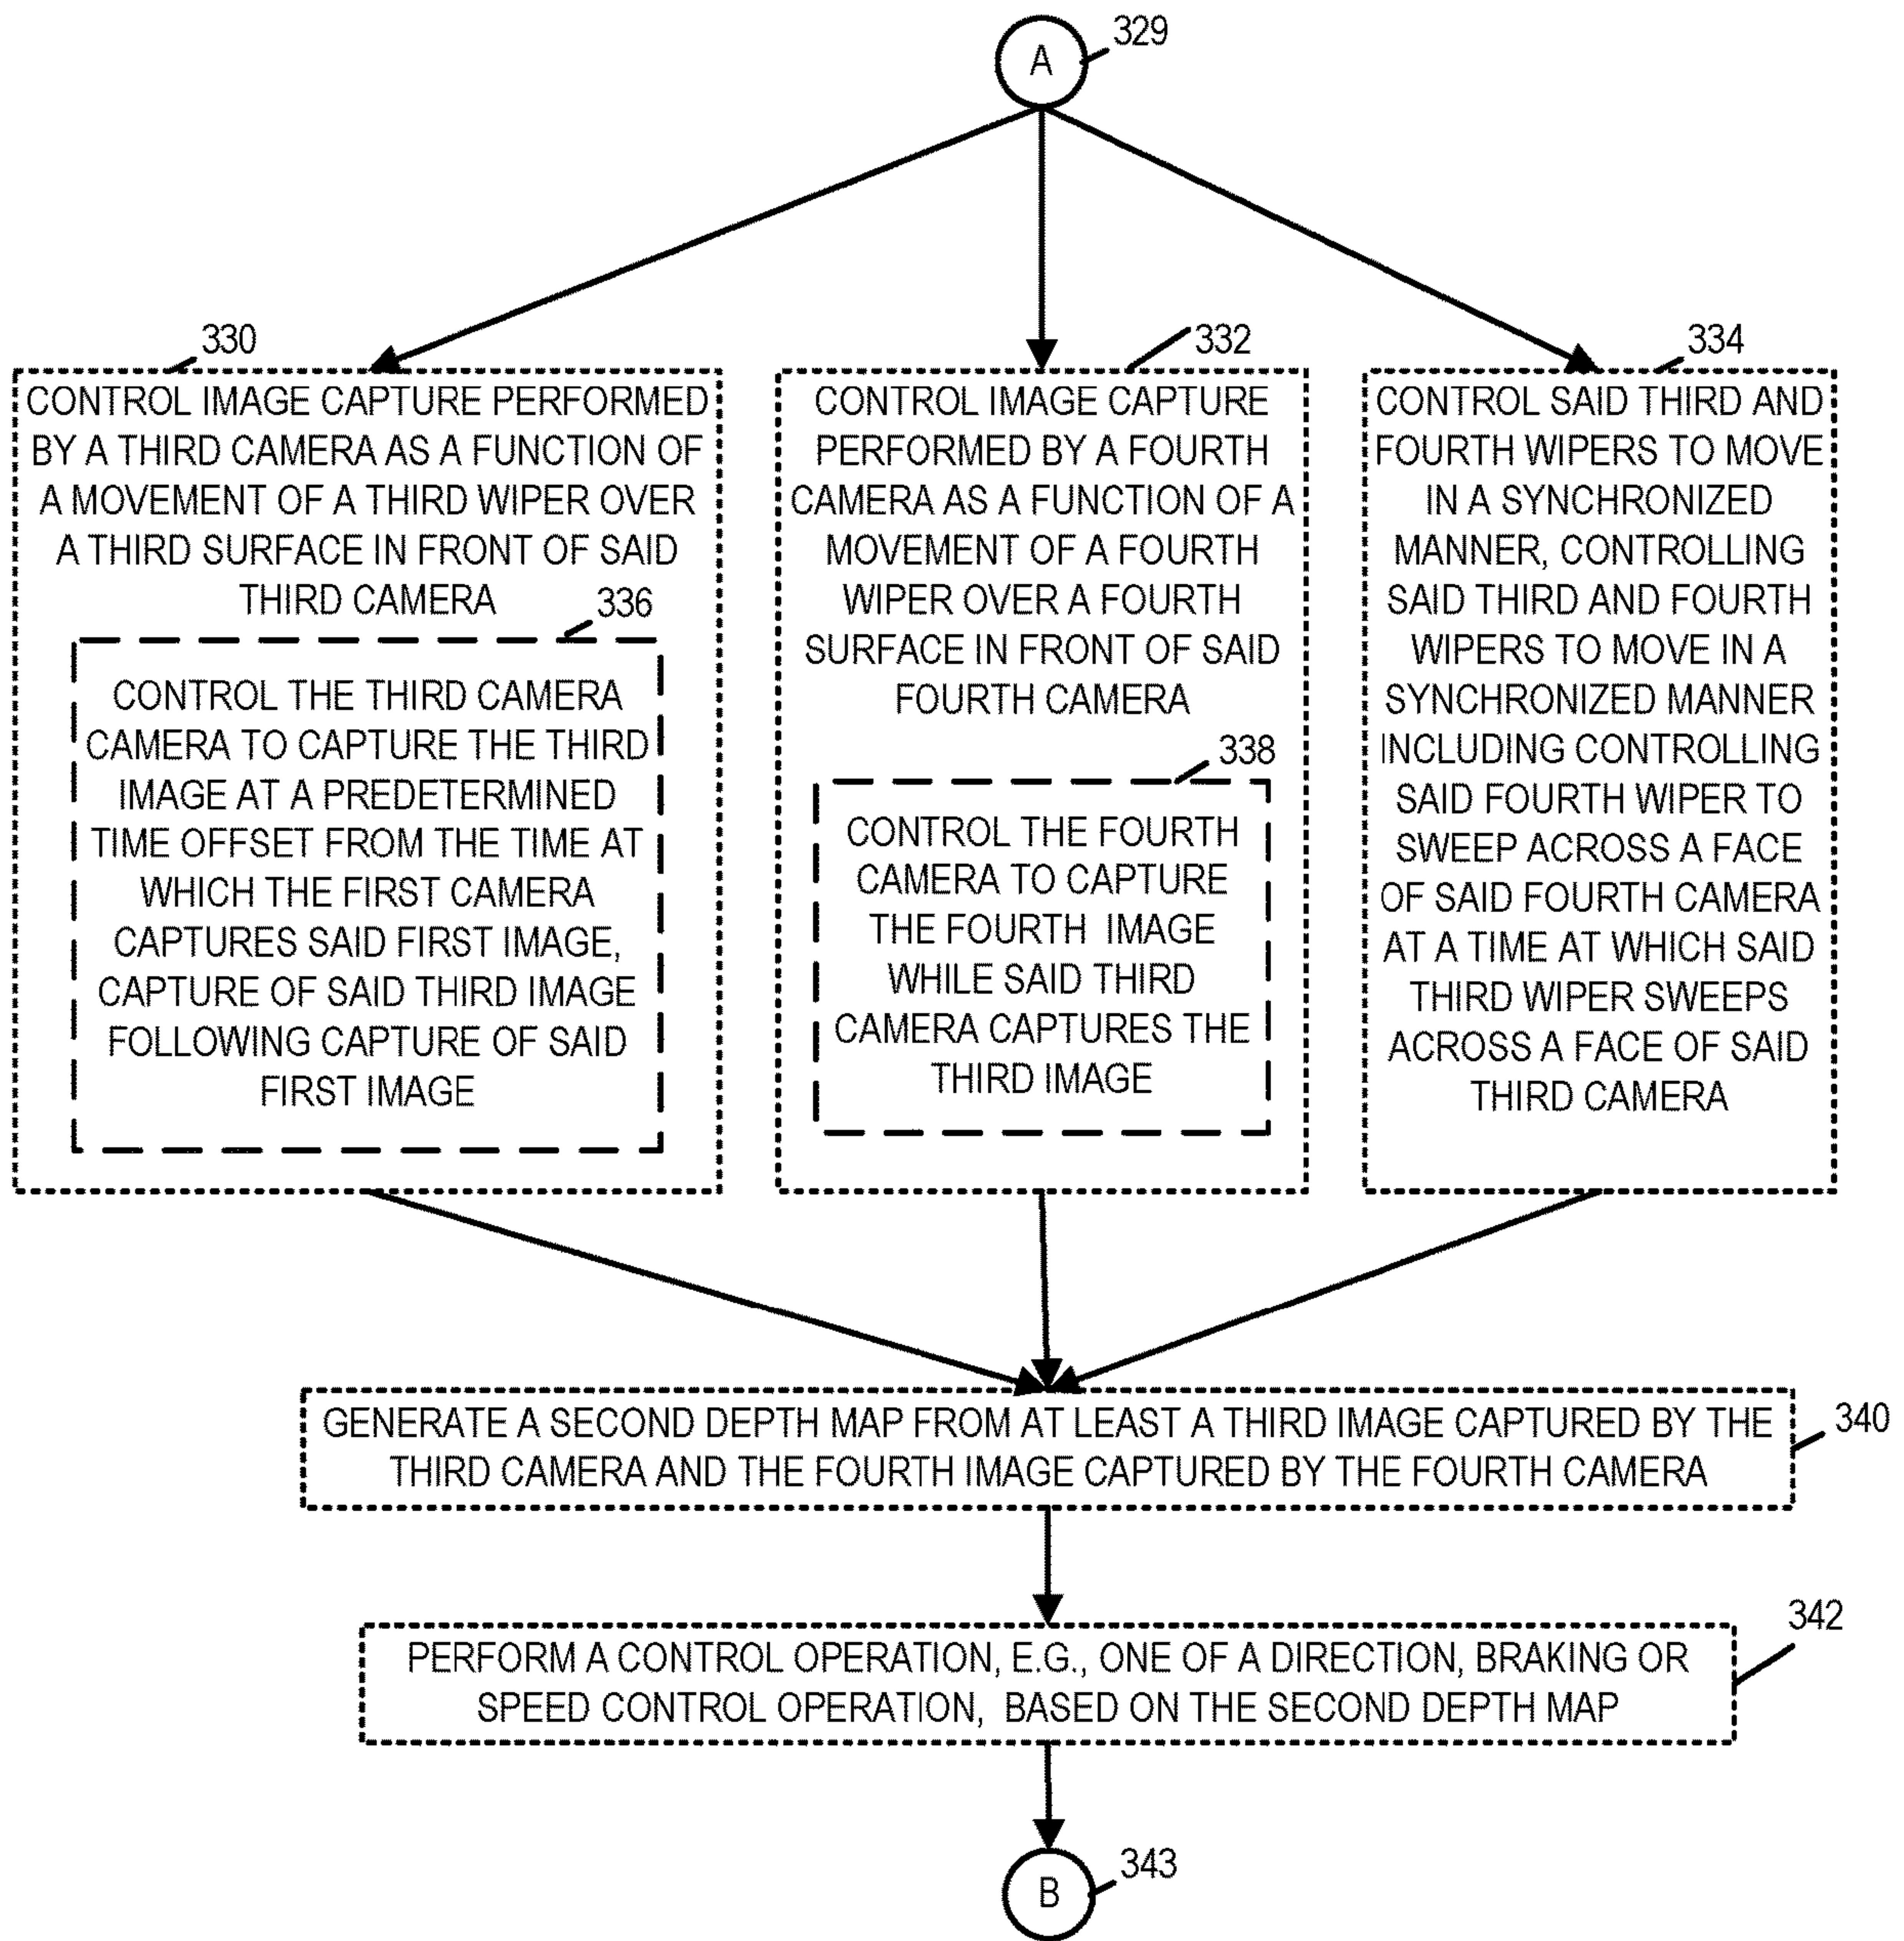 A
329
330
CONTROL IMAGE CAPTURE PERFORMED
BY A THIRD CAMERA AS A FUNCTION OF
A MOVEMENT OF A THIRD WIPER OVER
A THIRD SURFACE IN FRONT OF SAID
THIRD CAMERA
336
CONTROL THE THIRD CAMERA
CAMERA TO CAPTURE THE THIRD
IMAGE AT A PREDETERMINED
TIME OFFSET FROM THE TIME AT
WHICH THE FIRST CAMERA
CAPTURES SAID FIRST IMAGE,
CAPTURE OF SAID THIRD IMAGE
FOLLOWING CAPTURE OF SAID
FIRST IMAGE
332
CONTROL IMAGE CAPTURE
PERFORMED BY A FOURTH
CAMERA AS A FUNCTION OF A
MOVEMENT OF A FOURTH
WIPER OVER A FOURTH
SURFACE IN FRONT OF SAID
FOURTH CAMERA
338
CONTROL THE FOURTH
CAMERA TO CAPTURE
THE FOURTH IMAGE
WHILE SAID THIRD
CAMERA CAPTURES THE
THIRD IMAGE
334
CONTROL SAID THIRD AND
FOURTH WIPERS TO MOVE
IN A SYNCHRONIZED
MANNER, CONTROLLING
SAID THIRD AND FOURTH
WIPERS TO MOVE IN A
SYNCHRONIZED MANNER
INCLUDING CONTROLLING
SAID FOURTH WIPER TO
SWEEP ACROSS A FACE
OF SAID FOURTH CAMERA
AT A TIME AT WHICH SAID
THIRD WIPER SWEEPS
ACROSS A FACE OF SAID
THIRD CAMERA
GENERATE A SECOND DEPTH MAP FROM AT LEAST A THIRD IMAGE CAPTURED BY THE
THIRD CAMERA AND THE FOURTH IMAGE CAPTURED BY THE FOURTH CAMERA
340
PERFORM A CONTROL OPERATION, E.G., ONE OF A DIRECTION, BRAKING OR
SPEED CONTROL OPERATION, BASED ON THE SECOND DEPTH MAP
342
B
343